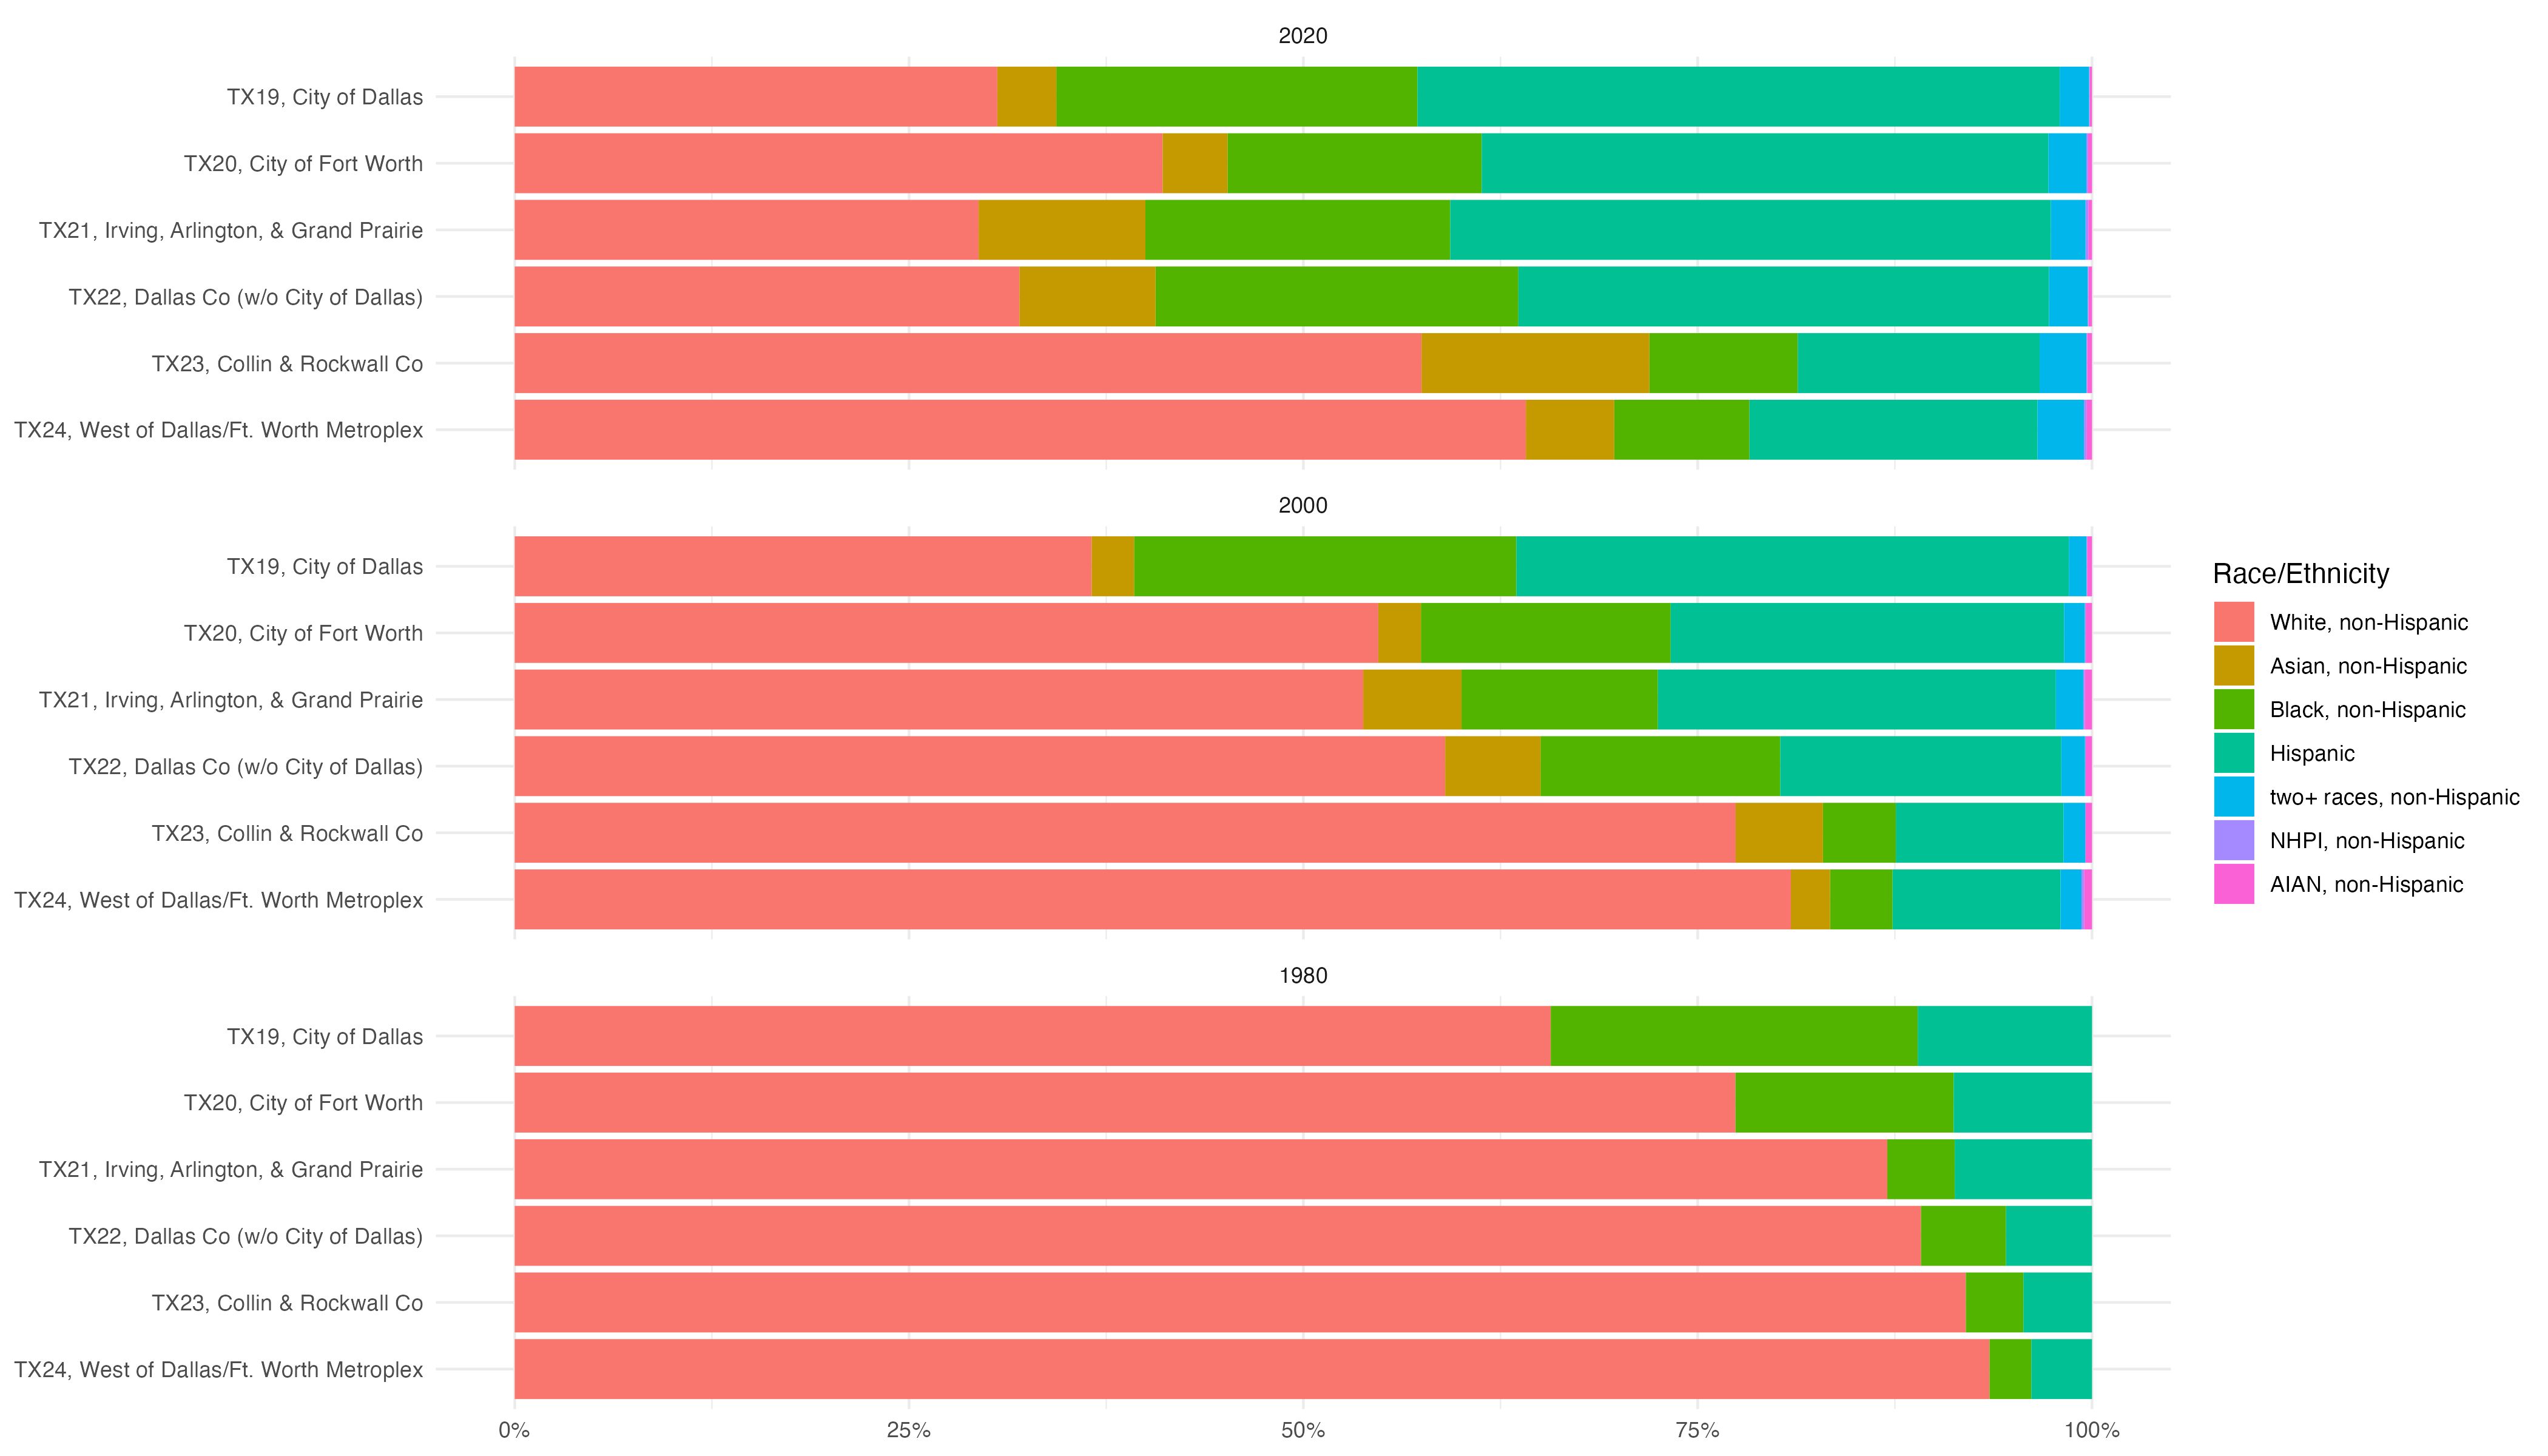 2020
TX19, City of Dallas
TX20, City of Fort Worth
TX21, Irving, Arlington, & Grand Prairie
TX22, Dallas Co (w/o City of Dallas)
TX23, Collin & Rockwall Co
TX24, West of Dallas/Ft. Worth Metroplex
2000
TX19, City of Dallas
TX20, City of Fort Worth
TX21, Irving, Arlington, & Grand Prairie
TX22, Dallas Co (w/o City of Dallas)
TX23, Collin & Rockwall Co
TX24, West of Dallas/Ft. Worth Metroplex
1980
TX19, City of Dallas
TX20, City of Fort Worth
TX21, Irving, Arlington, & Grand Prairie
TX22, Dallas Co (w/o City of Dallas)
TX23, Collin & Rockwall Co
TX24, West of Dallas/Ft. Worth Metroplex
0% 25% 50% 75% 100%
Race/Ethnicity
White, non-Hispanic
Asian, non-Hispanic
Black, non-Hispanic
Hispanic
two+ races, non-Hispanic
NHPI, non-Hispanic
AIAN, non-Hispanic